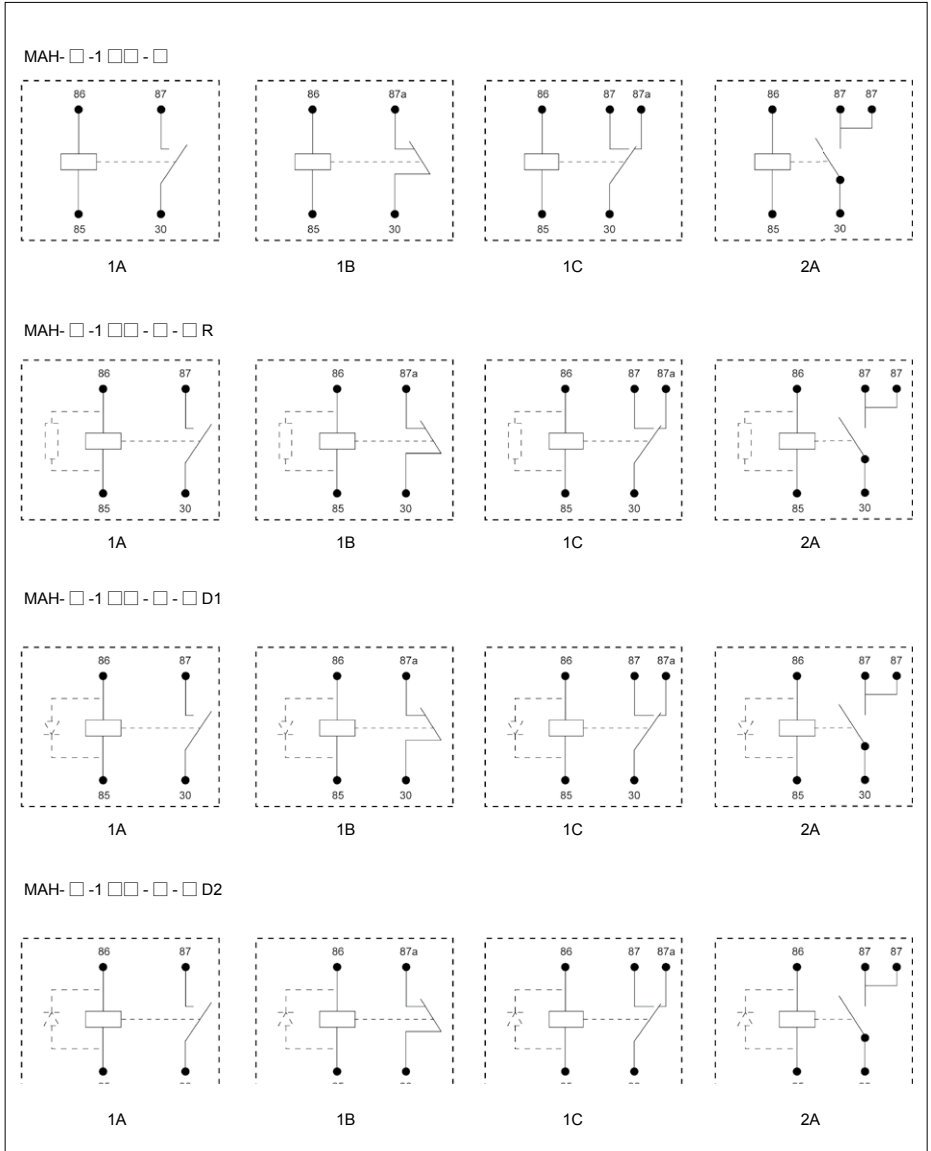 MAH- □ -1 □□ - □
86 87 86 87a 86 87 87a 86 87 87
85 30 85 30 85 30 85 30
1A 1B 1C 2A
MAH- □ -1 □□ - □ - □ R
86 87 86 87a 86 87 87a 86 87 87
85 30 85 30 85 30 85 30
1A 1B 1C 2A
MAH- □ -1 □□ - □ - □ D1
86 87 86 87a 86 87 87a 86 87 87
85 30 85 30 85 30 85 30
1A 1B 1C 2A
MAH- □ -1 □□ - □ - □ D2
86 87 86 87a 86 87 87a 86 87 87
1A 1B 1C 2A